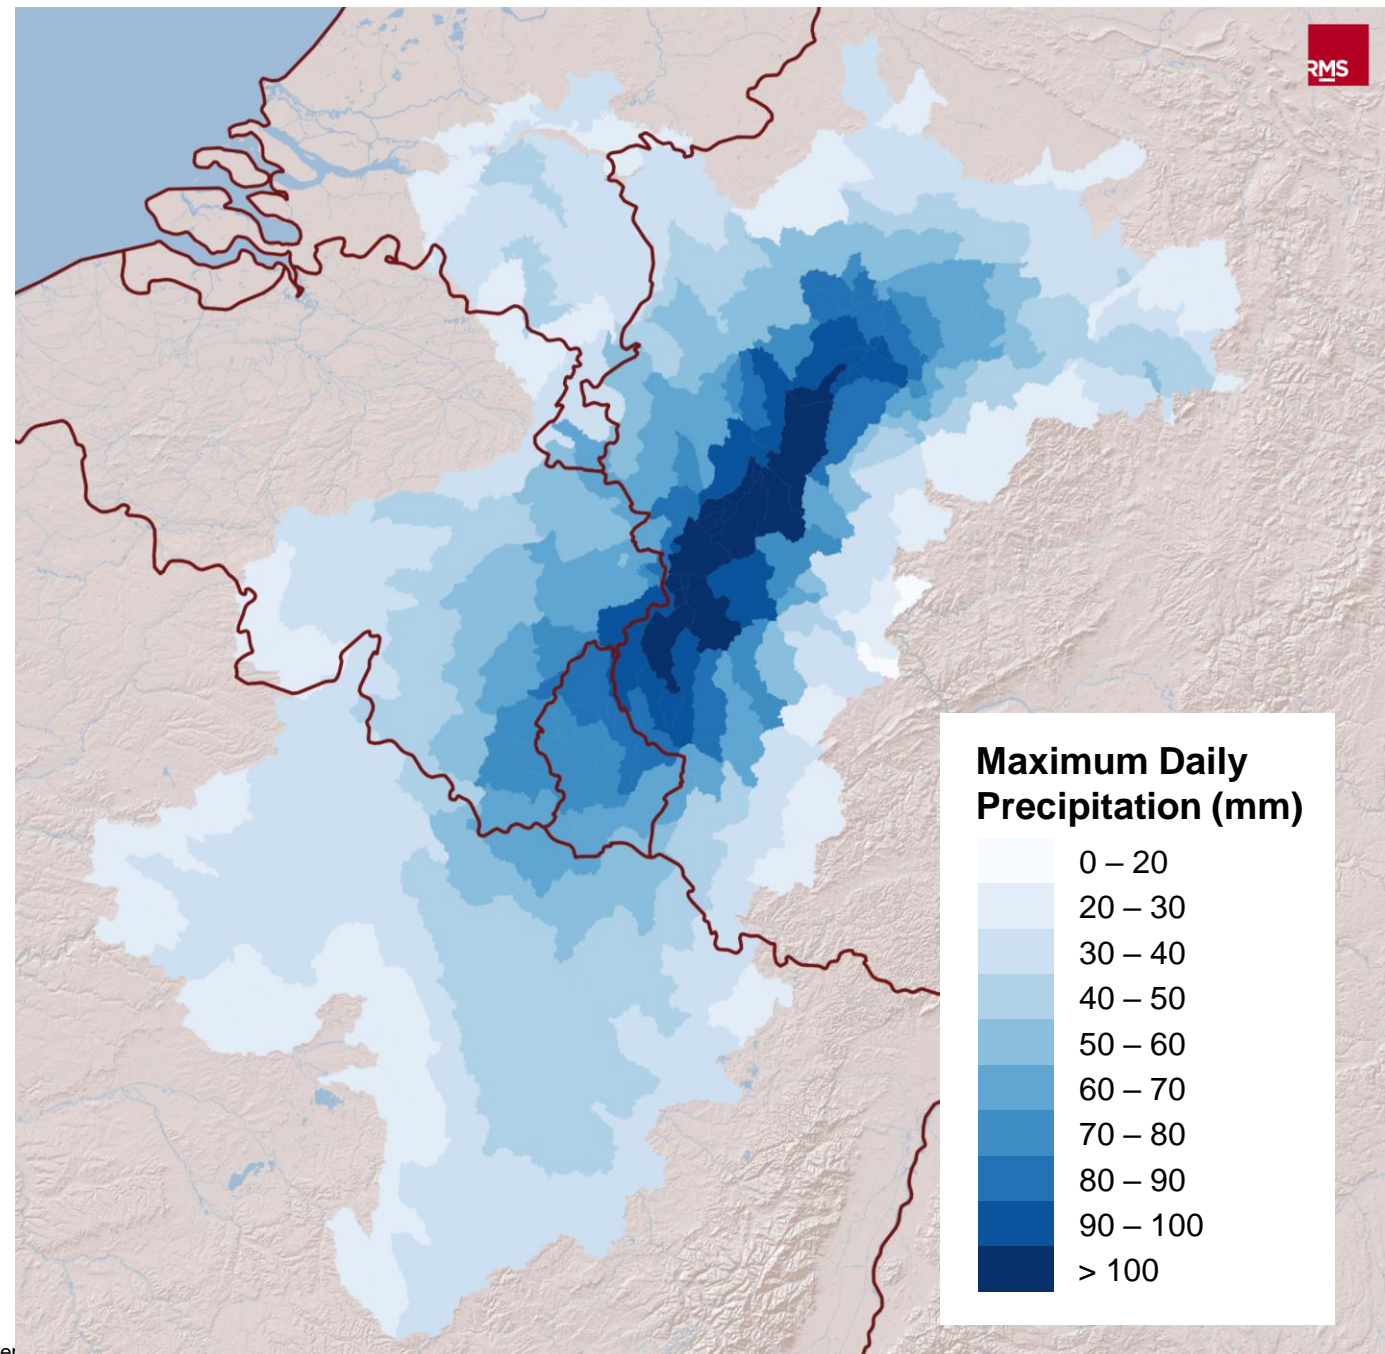 RMS
Maximum Daily
Precipitation (mm)
0 – 20
20 – 30
30 – 40
40 – 50
50 – 60
60 – 70
70 – 80
80 – 90
90 – 100
> 100